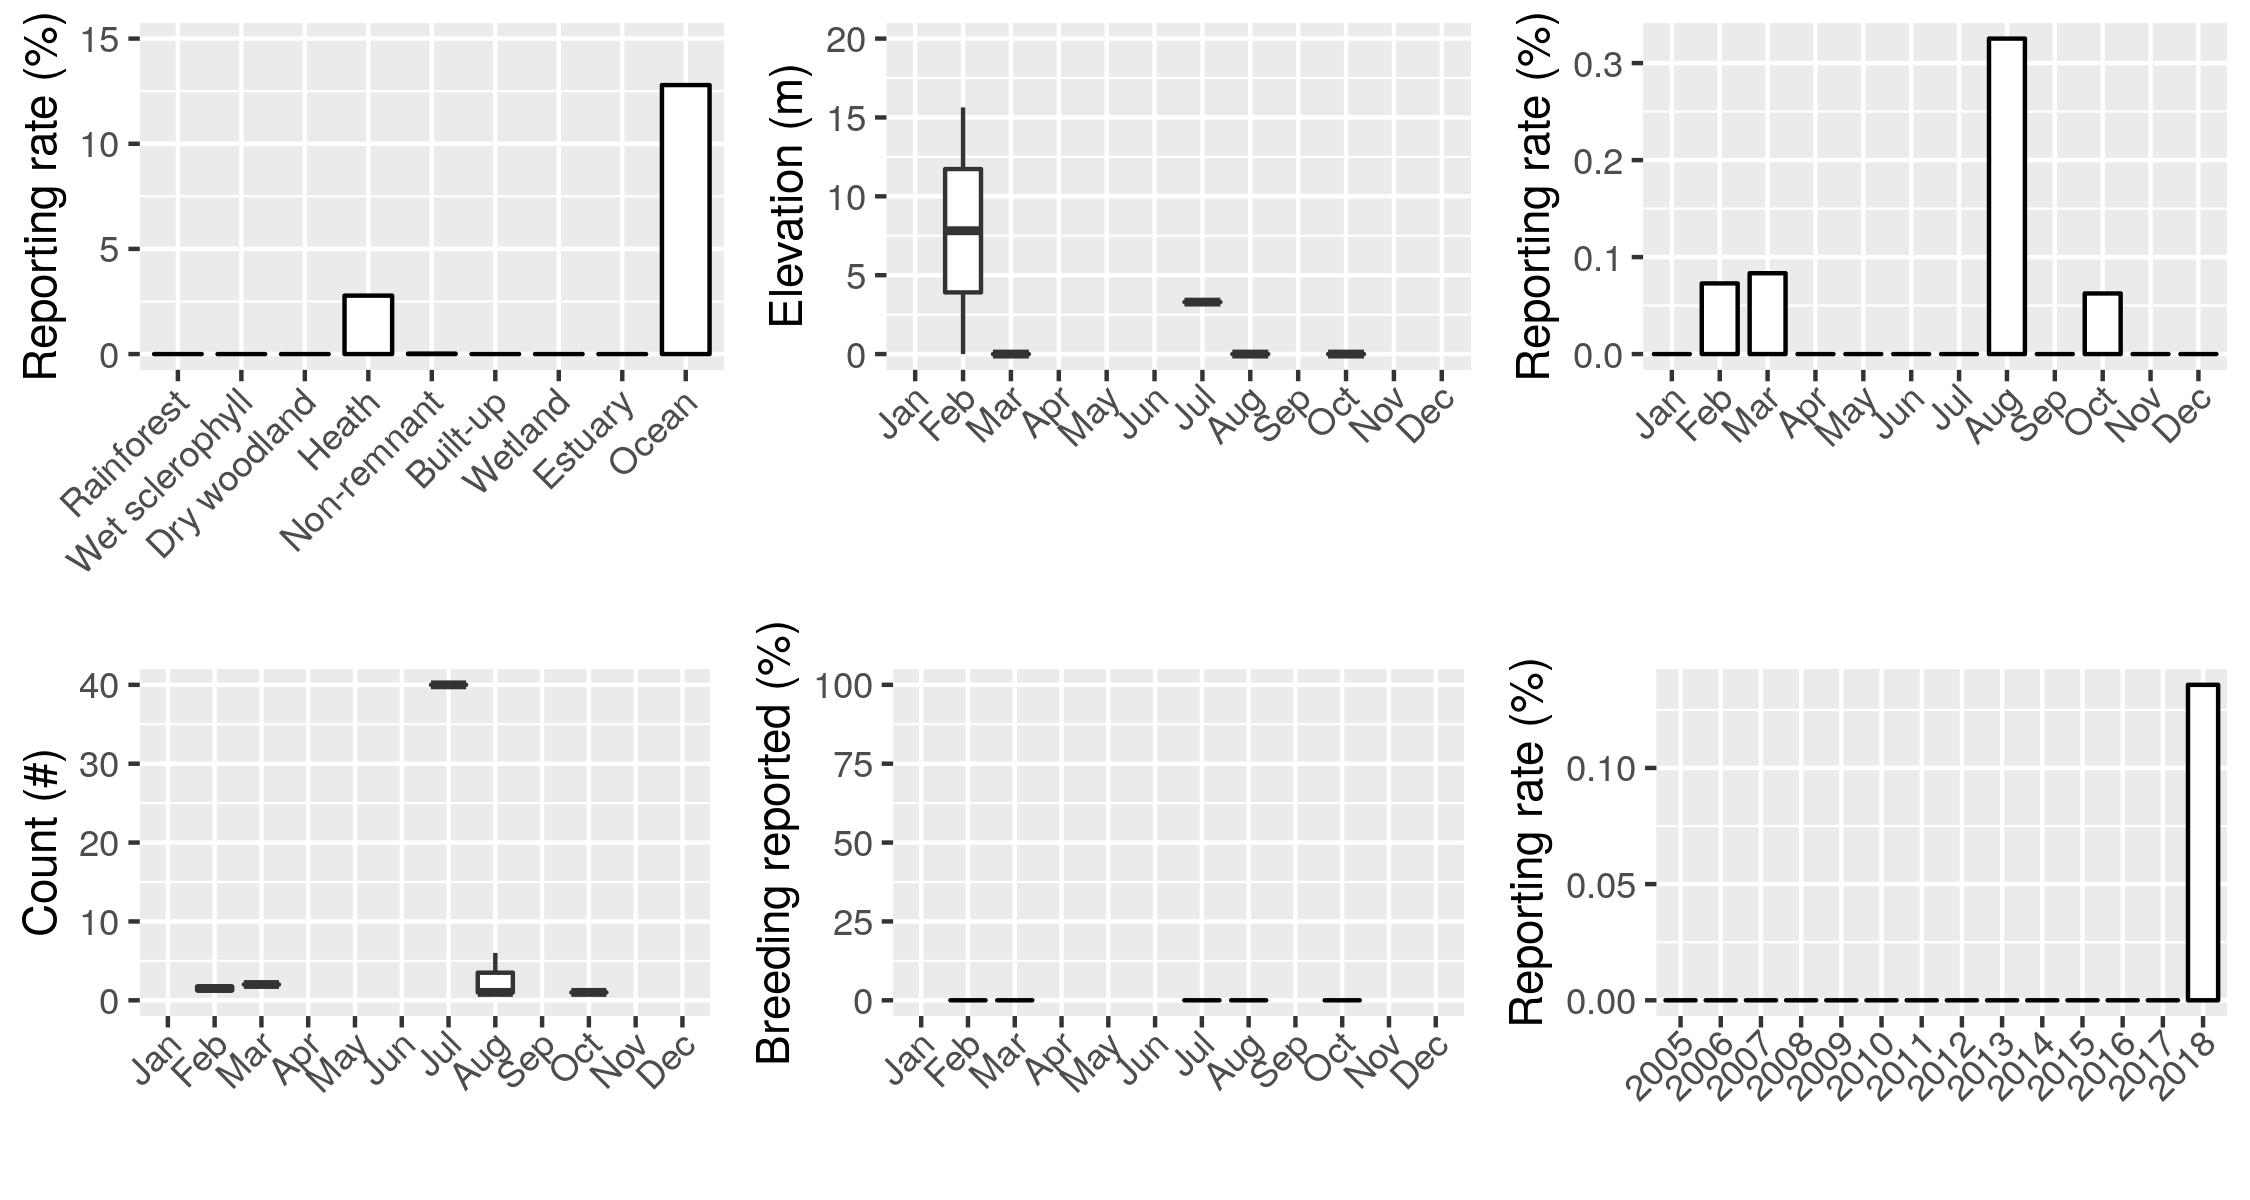 Reporting rate (%)
15
10
5
0
Rainforest
Wet sclerophyll
Dry woodland
Heath
Non-remnant
Built-up
Wetland
Estuary
Ocean
Elevation (m)
20
15
10
5
0
Jan
Feb
Mar
Apr
May
Jun
Jul
Aug
Sep
Oct
Nov
Dec
Reporting rate (%)
0.3
0.2
0.1
0.0
Jan
Feb
Mar
Apr
May
Jun
Jul
Aug
Sep
Oct
Nov
Dec
Count (#)
40
30
20
10
0
Jan
Feb
Mar
Apr
May
Jun
Jul
Aug
Sep
Oct
Nov
Dec
Breeding reported (%)
100
75
50
25
0
Jan
Feb
Mar
Apr
May
Jun
Jul
Aug
Sep
Oct
Nov
Dec
Reporting rate (%)
0.10
0.05
0.00
2005
2006
2007
2008
2009
2010
2011
2012
2013
2014
2015
2016
2017
2018